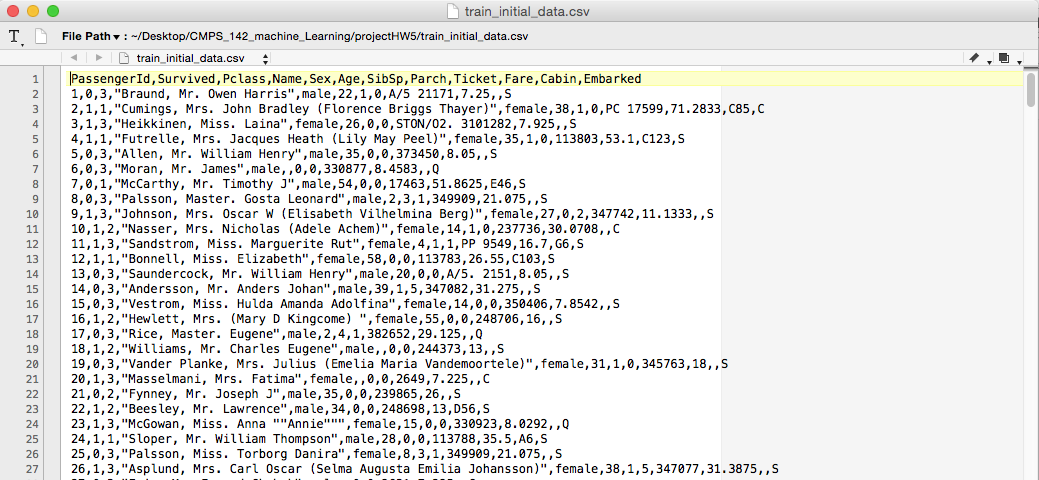 train_initial_data.csv
T File Path ▾ : ~/Desktop/CMPS_142_machine_Learning/projectHW5/train_initial_data.csv
train_initial_data.csv
1 PassengerId,Survived,Pclass,Name,Sex,Age,SibSp,Parch,Ticket,Fare,Cabin,Embarked
2 1,0,3,"Braund, Mr. Owen Harris",male,22,1,0,A/5 21171,7.25,,S
3 2,1,1,"Cumings, Mrs. John Bradley (Florence Briggs Thayer)",female,38,1,0,PC 17599,71.2833,C85,C
4 3,1,3,"Heikkinen, Miss. Laina",female,26,0,0,STON/O2. 3101282,7.925,,S
5 4,1,1,"Futrelle, Mrs. Jacques Heath (Lily May Peel)",female,35,1,0,113803,53.1,C123,S
6 5,0,3,"Allen, Mr. William Henry",male,35,0,0,373450,8.05,,S
7 6,0,3,"Moran, Mr. James",male,,0,0,330877,8.4583,,Q
8 7,0,1,"McCarthy, Mr. Timothy J",male,54,0,0,17463,51.8625,E46,S
9 8,0,3,"Palsson, Master. Gosta Leonard",male,2,3,1,349909,21.075,,S
10 9,1,3,"Johnson, Mrs. Oscar W (Elisabeth Vilhelmina Berg)",female,27,0,2,347742,11.1333,,S
11 10,1,2,"Nasser, Mrs. Nicholas (Adele Achem)",female,14,1,0,237736,30.0708,,C
12 11,1,3,"Sandstrom, Miss. Marguerite Rut",female,4,1,1,PP 9549,16.7,G6,S
13 12,1,1,"Bonnell, Miss. Elizabeth",female,58,0,0,113783,26.55,C103,S
14 13,0,3,"Saundercock, Mr. William Henry",male,20,0,0,A/5. 2151,8.05,,S
15 14,0,3,"Andersson, Mr. Anders Johan",male,39,1,5,347082,31.275,,S
16 15,0,3,"Vestrom, Miss. Hulda Amanda Adolfina",female,14,0,0,350406,7.8542,,S
17 16,1,2,"Hewlett, Mrs. (Mary D Kingcome) ",female,55,0,0,248706,16,,S
18 17,0,3,"Rice, Master. Eugene",male,2,4,1,382652,29.125,,Q
19 18,1,2,"Williams, Mr. Charles Eugene",male,,0,0,244373,13,,S
20 19,0,3,"Vander Planke, Mrs. Julius (Emelia Maria Vandemoortele)",female,31,1,0,345763,18,,S
21 20,1,3,"Masselmani, Mrs. Fatima",female,,0,0,2649,7.225,,C
22 21,0,2,"Fynney, Mr. Joseph J",male,35,0,0,239865,26,,S
23 22,1,2,"Beesley, Mr. Lawrence",male,34,0,0,248698,13,D56,S
24 23,1,3,"McGowan, Miss. Anna ""Annie""",female,15,0,0,330923,8.0292,,Q
25 24,1,1,"Sloper, Mr. William Thompson",male,28,0,0,113788,35.5,A6,S
26 25,0,3,"Palsson, Miss. Torborg Danira",female,8,3,1,349909,21.075,,S
27 26,1,3,"Asplund, Mrs. Carl Oscar (Selma Augusta Emilia Johansson)",female,38,1,5,347077,31.3875,,S